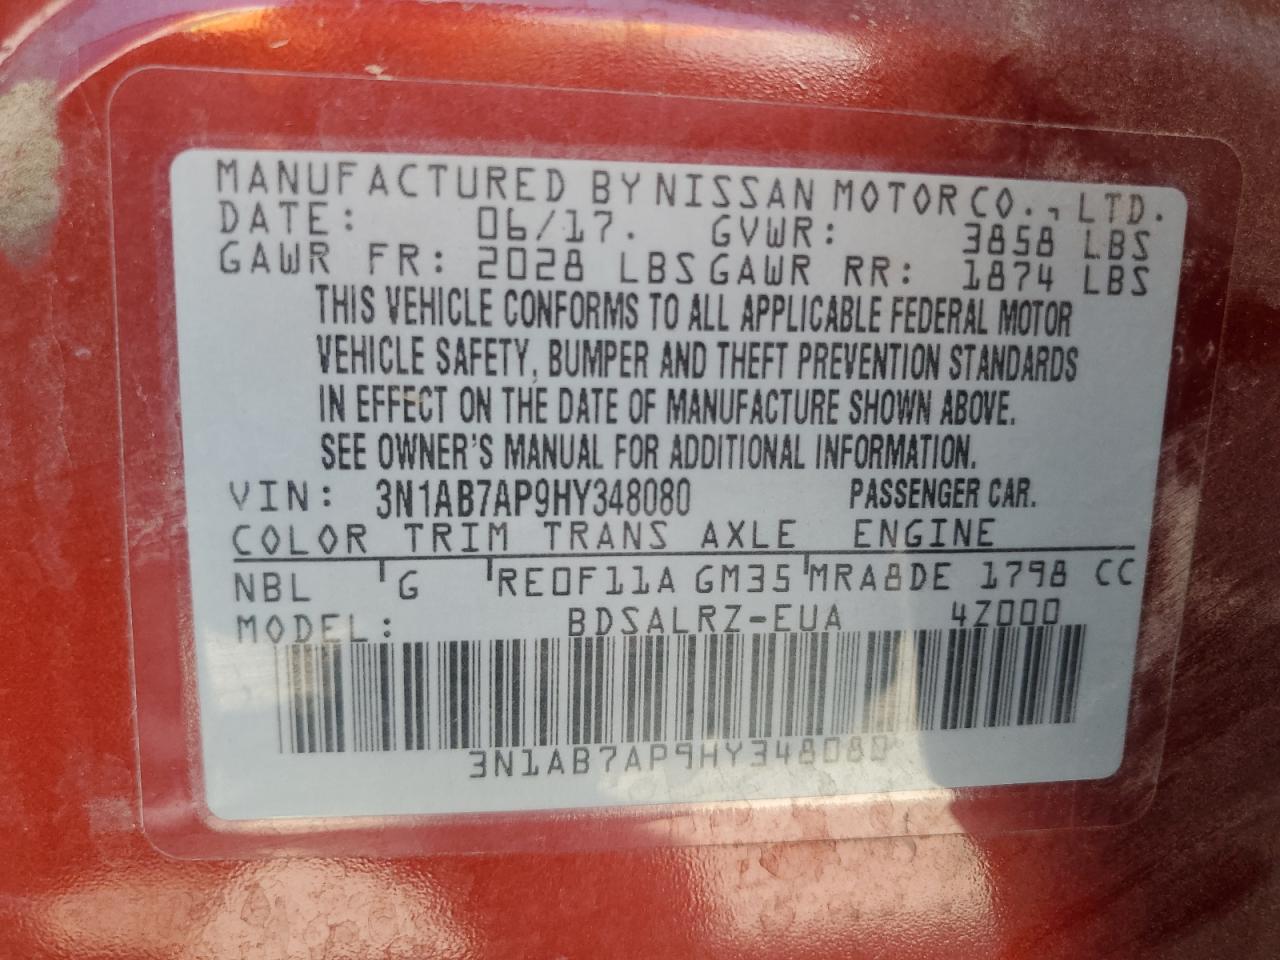 MANUFACTURED BY NISSAN MOTOR CO., LTD.
DATE: 06/17. GVWR: 3858 LBS
GAWR FR: 2028 LBS GAWR RR: 1874 LBS
THIS VEHICLE CONFORMS TO ALL APPLICABLE FEDERAL MOTOR
VEHICLE SAFETY, BUMPER AND THEFT PREVENTION STANDARDS
IN EFFECT ON THE DATE OF MANUFACTURE SHOWN ABOVE.
SEE OWNER'S MANUAL FOR ADDITIONAL INFORMATION.
VIN: 3N1AB7AP9HY348080 PASSENGER CAR.
COLOR TRIM TRANS AXLE ENGINE
NBL G RE0F11A GM35 MRA8DE 1798 CC
MODEL: BDSALRZ-EUA 4Z000
3N1AB7AP9HY348080